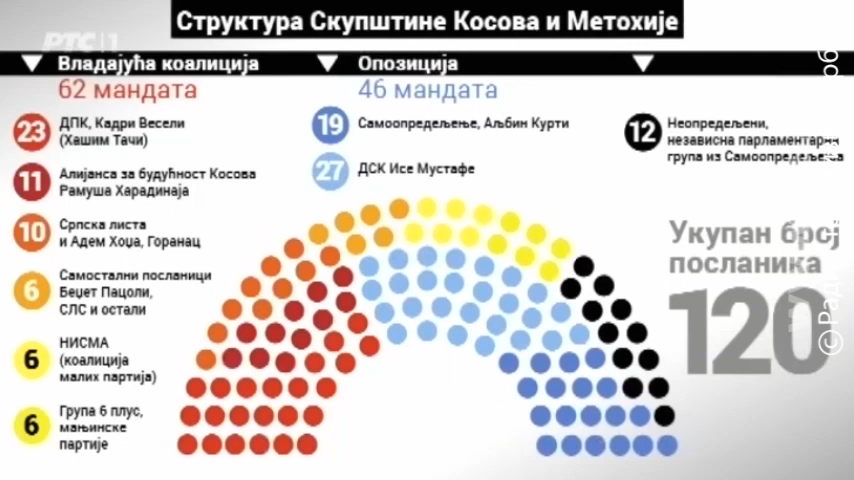 Структура Скупштине Косова и Метохије
РТС 1
Владајућа коалиција
62 мандата
23
ДПК, Кадри Весели
(Хашим Тачи)
11
Алијанса за будућност Косова
Рамуша Харадинаја
10
Српска листа
и Адем Хоџа, Горанац
6
Самостални посланици
Беџет Пацоли,
СЛС и остали
6
НИСМА
(коалиција
малих партија)
6
Група 6 плус,
мањинске
партије
Опозиција
46 мандата
19
Самоопредељење, Аљбин Курти
27
ДСК Исе Мустафе
12
Неопредељени,
независна парламентарна
група из Самоопредељења
Укупан број
посланика
120